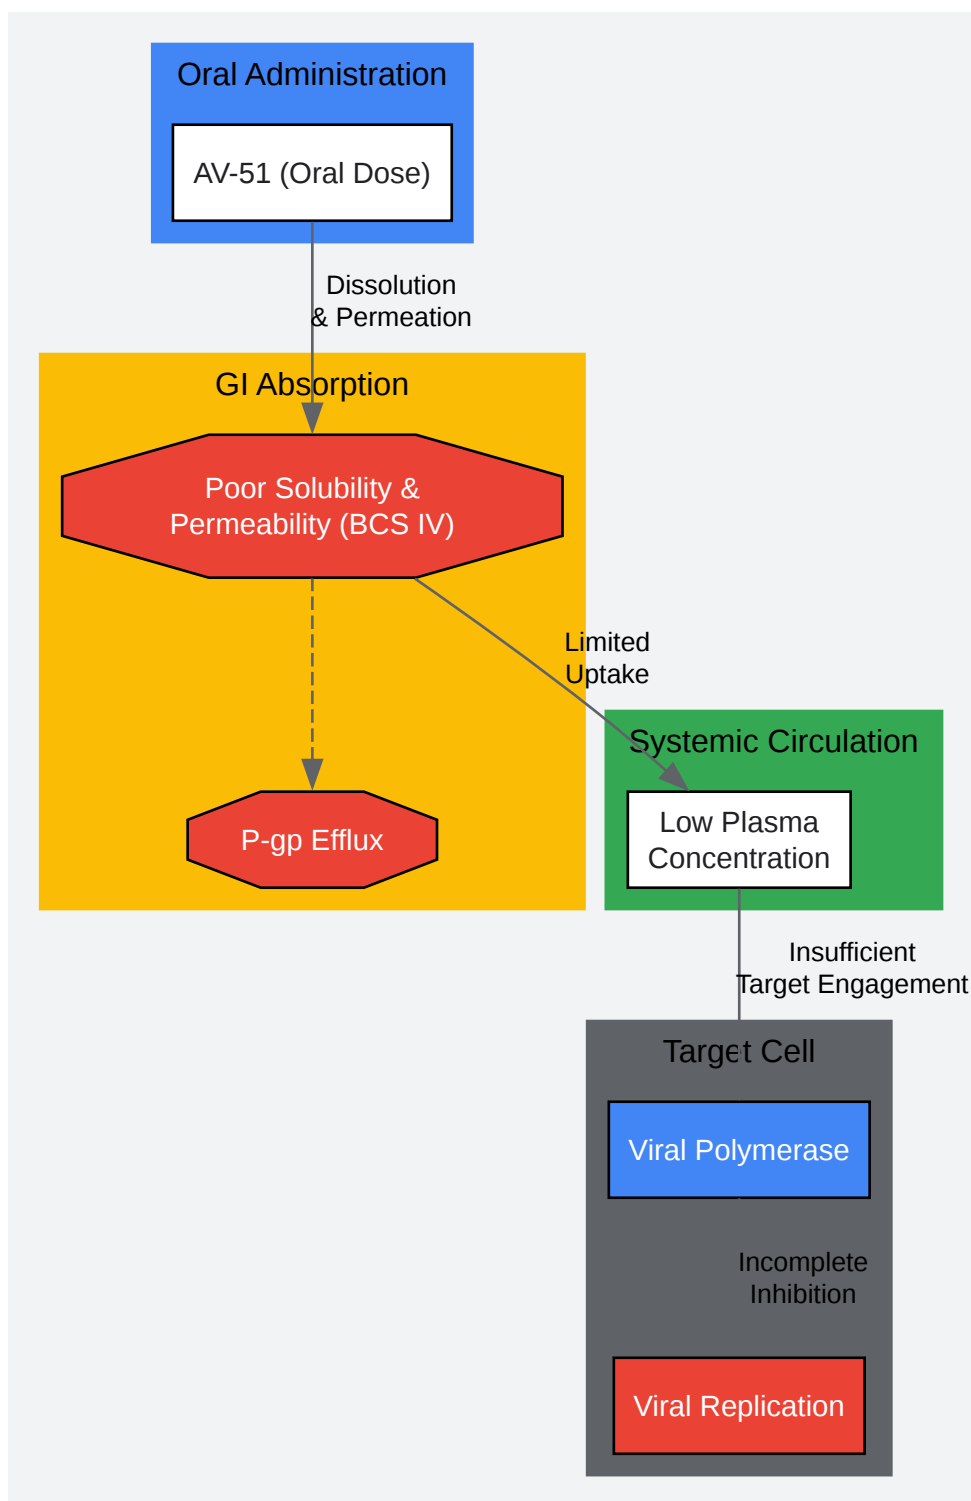 Oral Administration
AV-51 (Oral Dose)
Dissolution
& Permeation
GI Absorption
Poor Solubility &
Permeability (BCS IV)
Limited
Uptake
Systemic Circulation
Low Plasma
Concentration
P-gp Efflux
Insufficient
Target Engagement
Target Cell
Viral Polymerase
Incomplete
Inhibition
Viral Replication